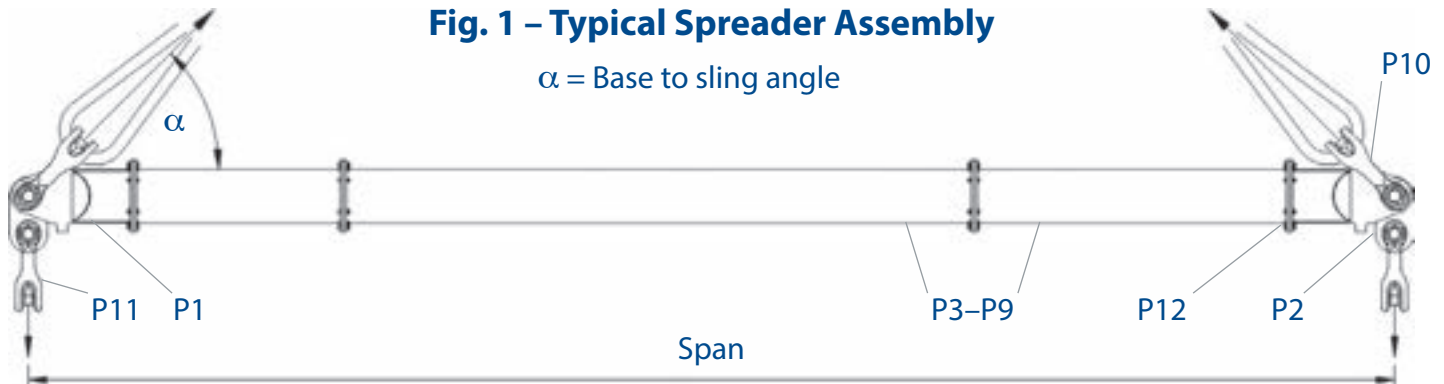 Fig. 1 – Typical Spreader Assembly
α = Base to sling angle
P10
α
P11
P1
P3–P9
P12
P2
Span